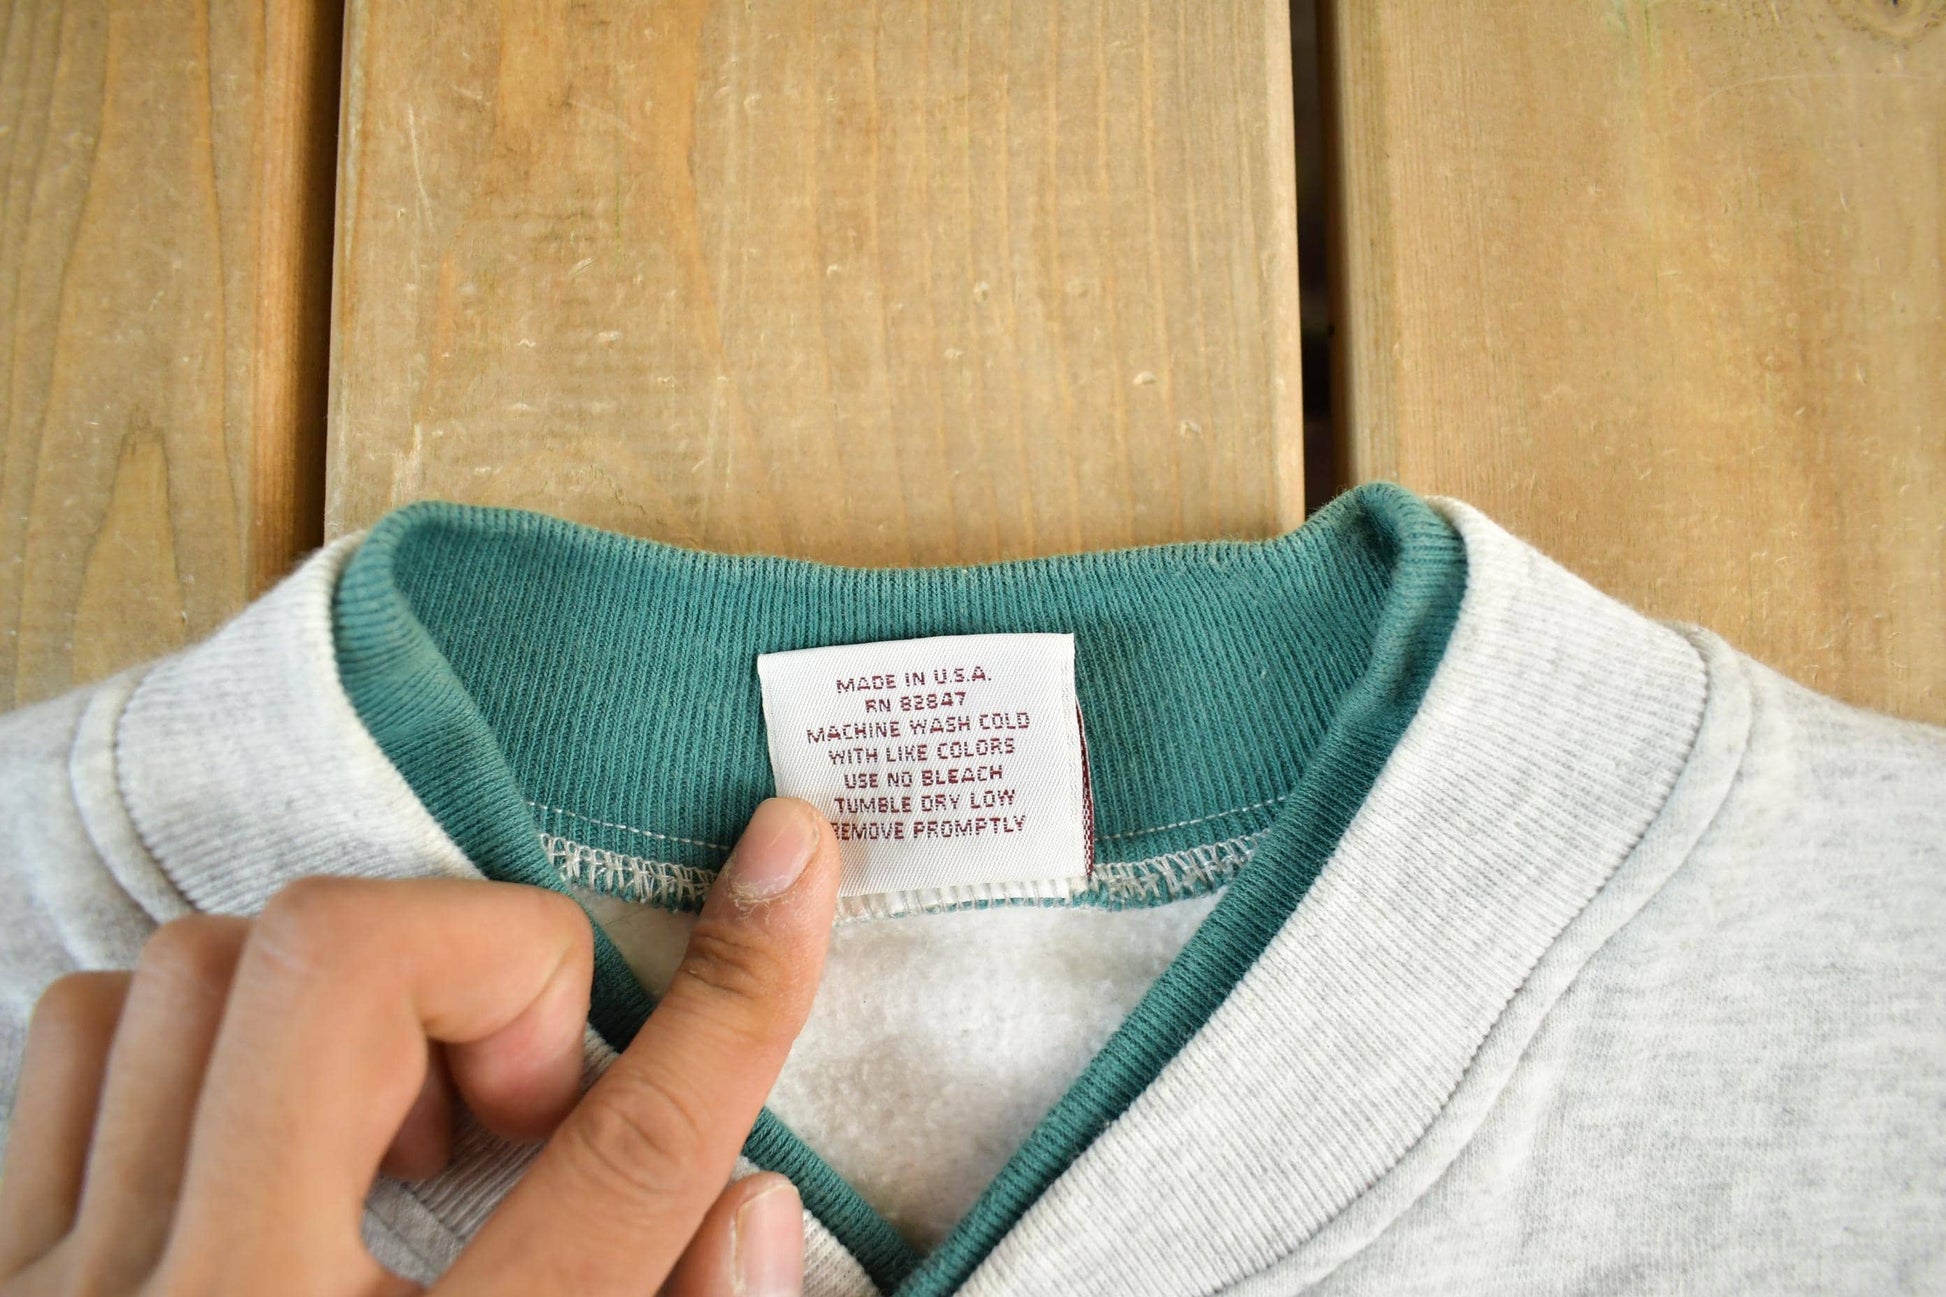 MADE IN U.S.A.
RN 82847
MACHINE WASH COLD
WITH LIKE COLORS
USE NO BLEACH
TUMBLE DRY LOW
REMOVE PROMPTLY